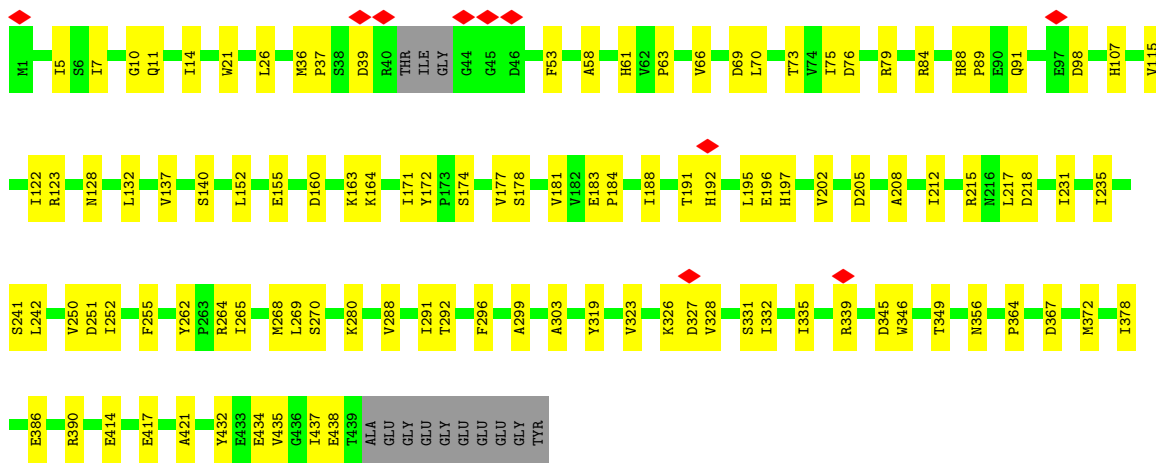 M1 I5 S6 I7 G10 Q11 I14 W21 L26 M36 P37 S38 D39 R40 THR ILE GLY G44 G45 D46 F53 A58 H61 V62 P63 V66 D69 L70 T73 V74 I75 D76 R79 R84 H88 P89 E90 Q91 E97 D98 H107 V115
I122 R123 N128 L132 V137 S140 L152 E155 D160 K163 K164 I171 Y172 P173 S174 V177 S178 V181 V182 E183 P184 I188 T191 H192 L195 E196 H197 V202 D205 A208 I212 R215 N216 L217 D218 I231 I235
S241 L242 V250 D251 I252 F255 Y262 P263 R264 I265 M268 L269 S270 K280 V288 I291 T292 F296 A299 A303 Y319 V323 K326 D327 V328 S331 I332 I335 R339 D345 W346 T349 N356 P364 D367 M372 I378
E386 R390 E414 E417 A421 Y432 E433 E434 V435 G436 I437 E438 T439 ALA GLU GLY GLU GLY GLU GLU GLU GLY TYR